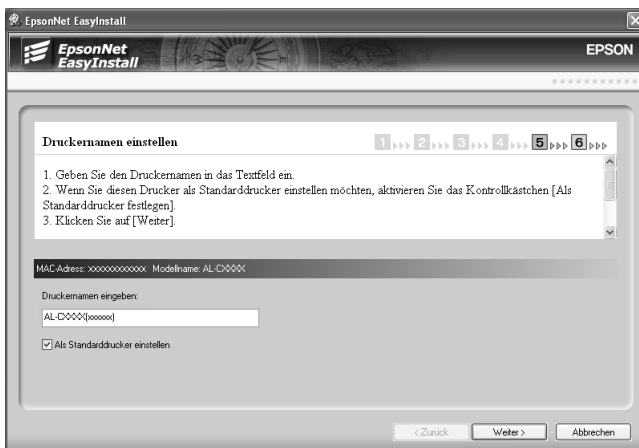 EpsonNet EasyInstall
EpsonNet
EasyInstall
EPSON
Druckernamen einstellen
1 2 3 4 5 6
1. Geben Sie den Druckernamen in das Textfeld ein.
2. Wenn Sie diesen Drucker als Standarddrucker einstellen möchten, aktivieren Sie das Kontrollkästchen [Als
Standarddrucker festlegen].
3. Klicken Sie auf [Weiter].
MAC-Adress: xxxxxxxxxxxx Modellname: AL-CXXXX
Druckernamen eingeben:
AL-CXXXX(xxxxxx)
Als Standarddrucker einstellen
< Zurück
Weiter >
Abbrechen